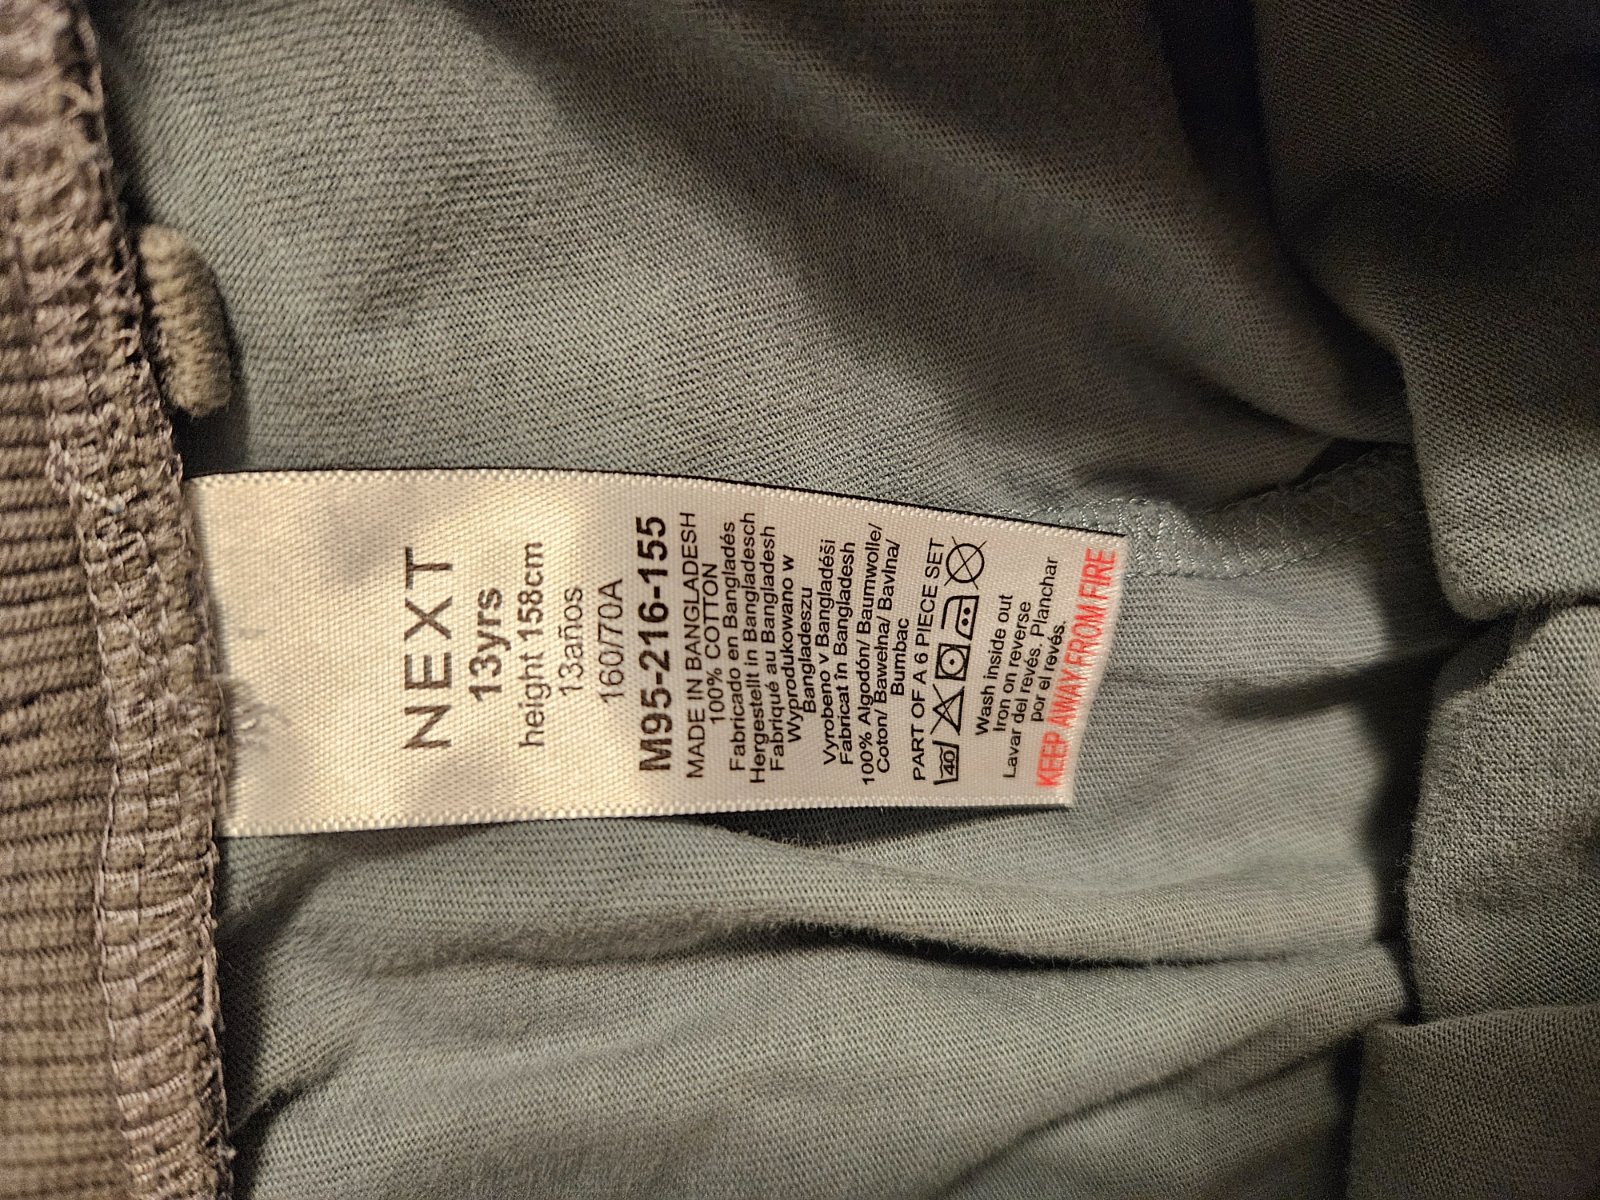 NEXT
13yrs
height 158cm
13años
160/70A
M95-216-155
MADE IN BANGLADESH
100% COTTON
Fabricado en Bangladés
Hergestellt in Bangladesch
Fabriqué au Bangladesh
Wyprodukowano w
Bangladeszu
Vyrobeno v Bangladéši
Fabricat în Bangladesh
100% Algodón/ Baumwolle/
Coton/ Bawełna/ Bavlna/
Bumbac
PART OF A 6 PIECE SET
40
Wash inside out
Iron on reverse
Lavar del revés, Planchar
por el revés.
KEEP AWAY FROM FIRE